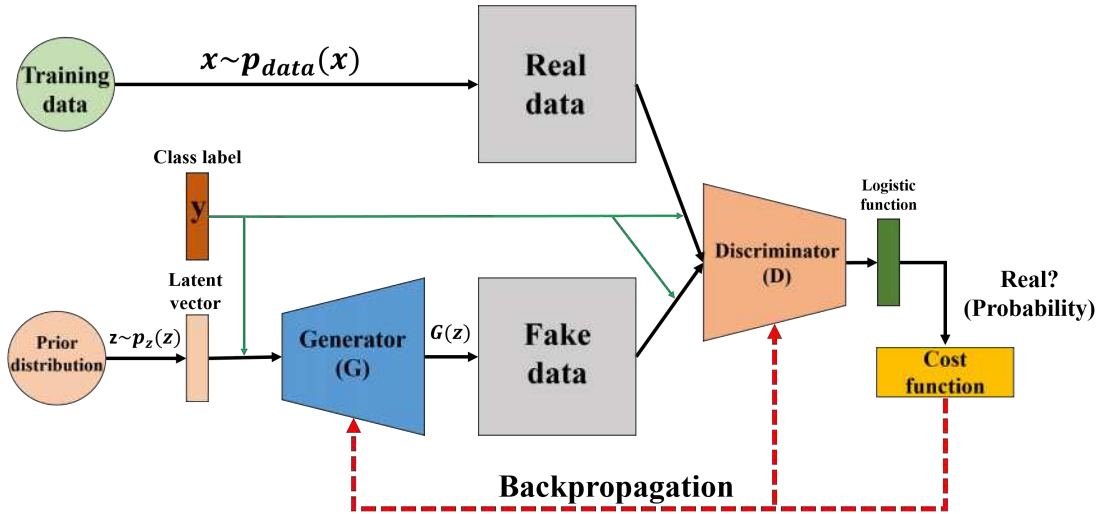 Training
data
x~p_data(x)
Real
data
Class label
y
Latent
vector
Prior
distribution
z~p_z(z)
Generator
(G)
G(z)
Fake
data
Discriminator
(D)
Logistic
function
Real?
(Probability)
Cost
function
Backpropagation